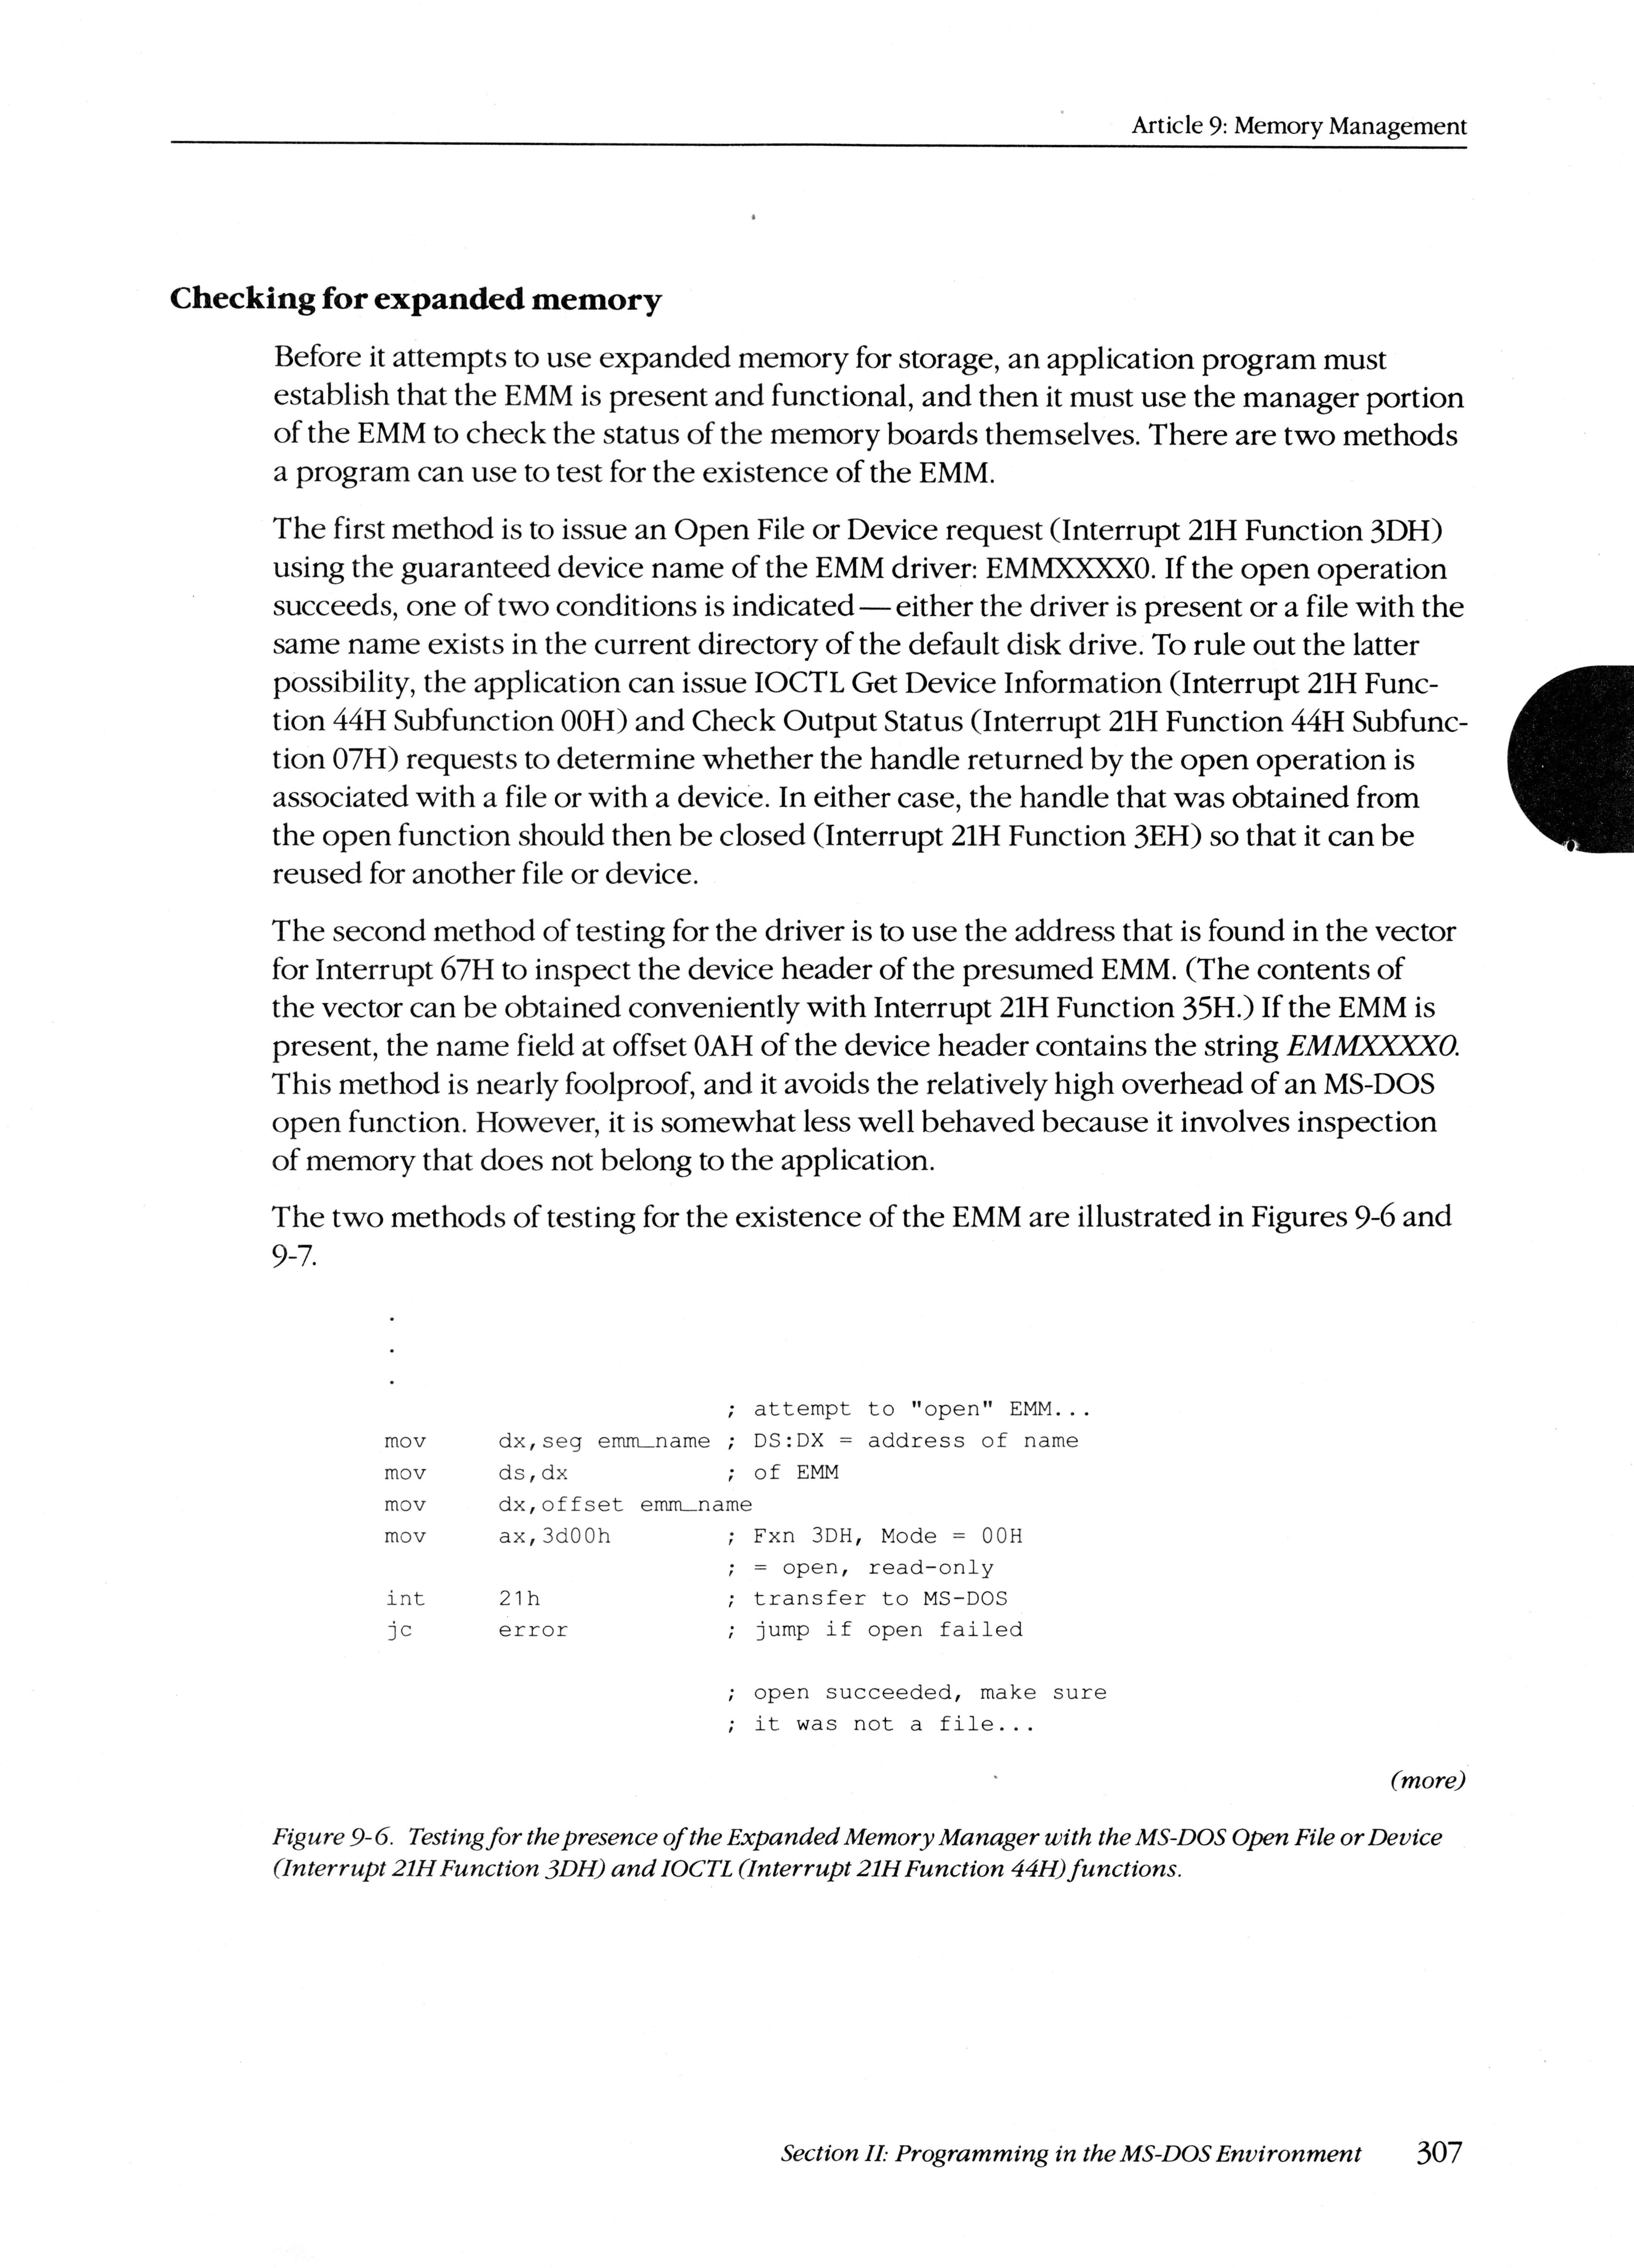 Article 9: Memory Management
Checking for expanded memory
Before it attempts to use expanded memory for storage, an application program must
establish that the EMM is present and functional, and then it must use the manager portion
of the EMM to check the status of the memory boards themselves. There are two methods
a program can use to test for the existence of the EMM.
The first method is to issue an Open File or Device request (Interrupt 21H Function 3DH)
using the guaranteed device name of the EMM driver: EMMXXXX0. If the open operation
succeeds, one of two conditions is indicated — either the driver is present or a file with the
same name exists in the current directory of the default disk drive. To rule out the latter
possibility, the application can issue IOCTL Get Device Information (Interrupt 21H Func-
tion 44H Subfunction 00H) and Check Output Status (Interrupt 21H Function 44H Subfunc-
tion 07H) requests to determine whether the handle returned by the open operation is
associated with a file or with a device. In either case, the handle that was obtained from
the open function should then be closed (Interrupt 21H Function 3EH) so that it can be
reused for another file or device.
The second method of testing for the driver is to use the address that is found in the vector
for Interrupt 67H to inspect the device header of the presumed EMM. (The contents of
the vector can be obtained conveniently with Interrupt 21H Function 35H.) If the EMM is
present, the name field at offset 0AH of the device header contains the string EMMXXXX0.
This method is nearly foolproof, and it avoids the relatively high overhead of an MS-DOS
open function. However, it is somewhat less well behaved because it involves inspection
of memory that does not belong to the application.
The two methods of testing for the existence of the EMM are illustrated in Figures 9-6 and
9-7.
.
.
.
; attempt to "open" EMM...
mov dx,seg emm_name ; DS:DX = address of name
mov ds,dx ; of EMM
mov dx,offset emm_name
mov ax,3d00h ; Fxn 3DH, Mode = 00H
; = open, read-only
int 21h ; transfer to MS-DOS
jc error ; jump if open failed
; open succeeded, make sure
; it was not a file...
(more)
Figure 9-6. Testing for the presence of the Expanded Memory Manager with the MS-DOS Open File or Device
(Interrupt 21H Function 3DH) and IOCTL (Interrupt 21H Function 44H) functions.
Section II: Programming in the MS-DOS Environment 307